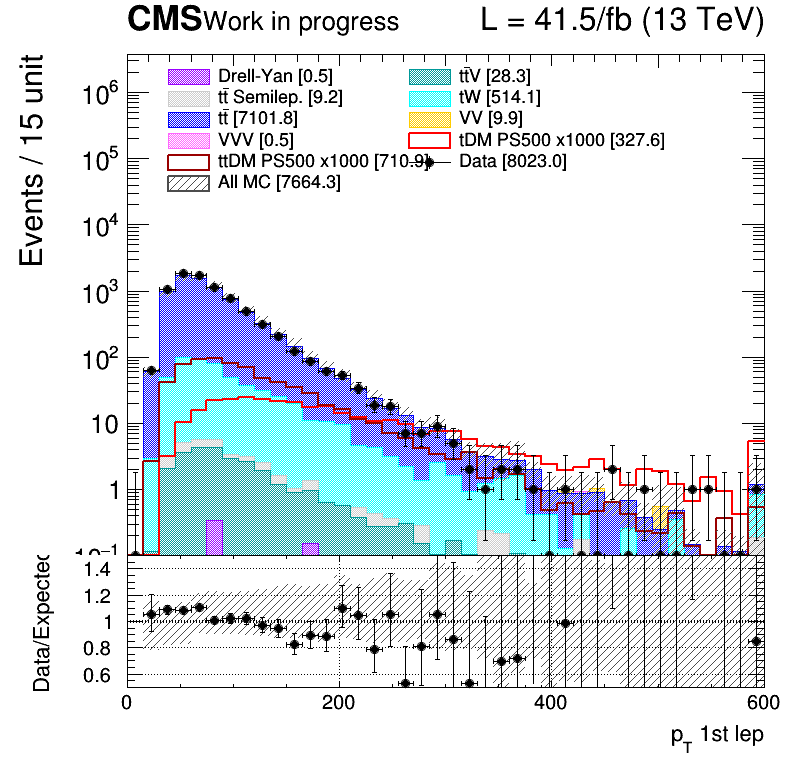 CMS Work in progress L = 41.5/fb (13 TeV)
Events / 15 unit
Drell-Yan [0.5] tt̄V [28.3]
tt̄ Semilep. [9.2] tW [514.1]
tt̄ [7101.8] VV [9.9]
VVV [0.5] tDM PS500 x1000 [327.6]
ttDM PS500 x1000 [710.9] Data [8023.0]
All MC [7664.3]
10⁶
10⁵
10⁴
10³
10²
10
1
10⁻¹
Data/Expected
1.4
1.2
1
0.8
0.6
0 200 400 600
p_T 1st lep